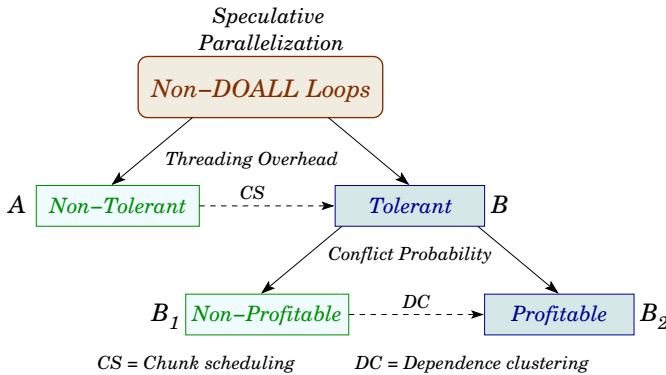 Speculative
Parallelization
Non-DOALL Loops
Threading Overhead
A Non-Tolerant CS Tolerant B
Conflict Probability
B1 Non-Profitable DC Profitable B2
CS = Chunk scheduling DC = Dependence clustering